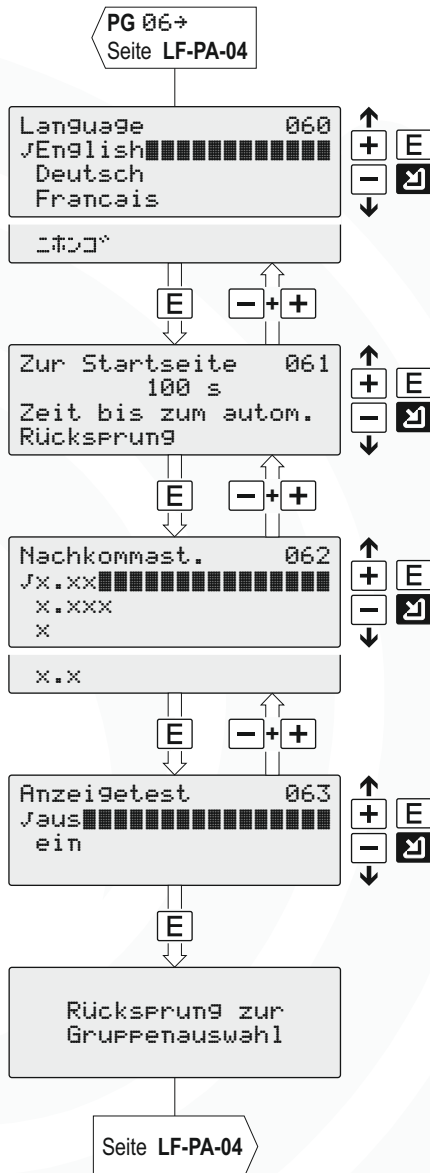 PG 06→
Seite LF-PA-04
Language 060
√English
Deutsch
Francais
ニホンゴ
E
- + +
+ E
-
Zur Startseite 061
100 s
Zeit bis zum autom.
Rücksprung
+ E
-
E
- + +
Nachkommast. 062
√x.xx
x.xxx
x
x.x
+ E
-
E
- + +
Anzeigetest 063
√aus
ein
+ E
-
E
Rücksprung zur
Gruppenauswahl
Seite LF-PA-04